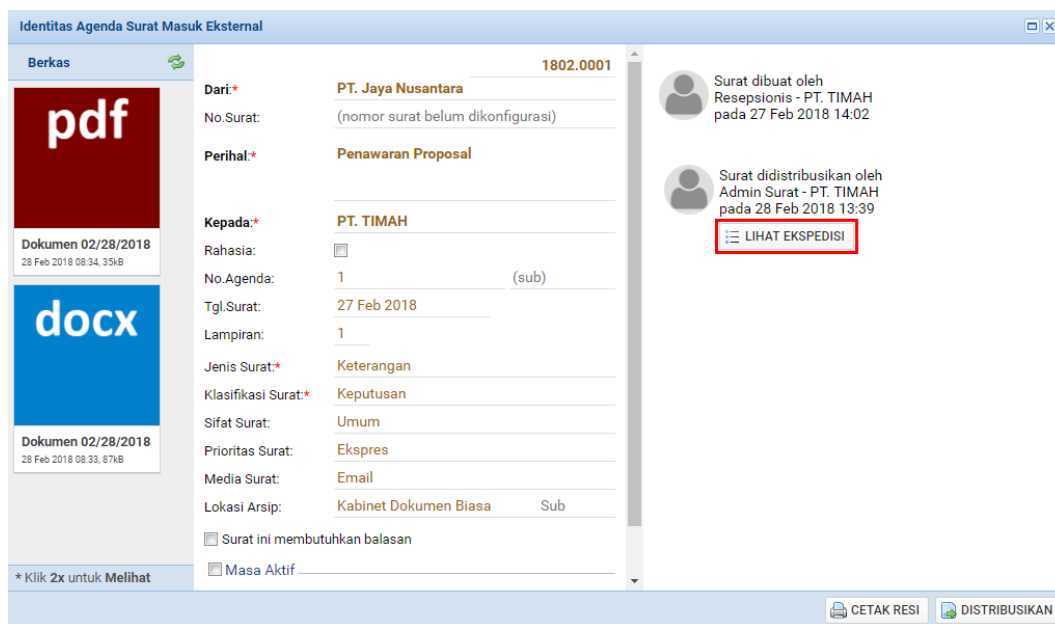 Identitas Agenda Surat Masuk Eksternal
Berkas
pdf
Dokumen 02/28/2018
28 Feb 2018 08:34, 35kB
docx
Dokumen 02/28/2018
28 Feb 2018 08:33, 87kB
* Klik 2x untuk Melihat
1802.0001
Dari:* PT. Jaya Nusantara
No.Surat: (nomor surat belum dikonfigurasi)
Perihal:* Penawaran Proposal
Kepada:* PT. TIMAH
Rahasia:
No.Agenda: 1 (sub)
Tgl.Surat: 27 Feb 2018
Lampiran: 1
Jenis Surat:* Keterangan
Klasifikasi Surat:* Keputusan
Sifat Surat: Umum
Prioritas Surat: Ekspres
Media Surat: Email
Lokasi Arsip: Kabinet Dokumen Biasa Sub
Surat ini membutuhkan balasan
Masa Aktif
Surat dibuat oleh
Resepsionis - PT. TIMAH
pada 27 Feb 2018 14:02
Surat didistribusikan oleh
Admin Surat - PT. TIMAH
pada 28 Feb 2018 13:39
LIHAT EKSPEDISI
CETAK RESI DISTRIBUSIKAN